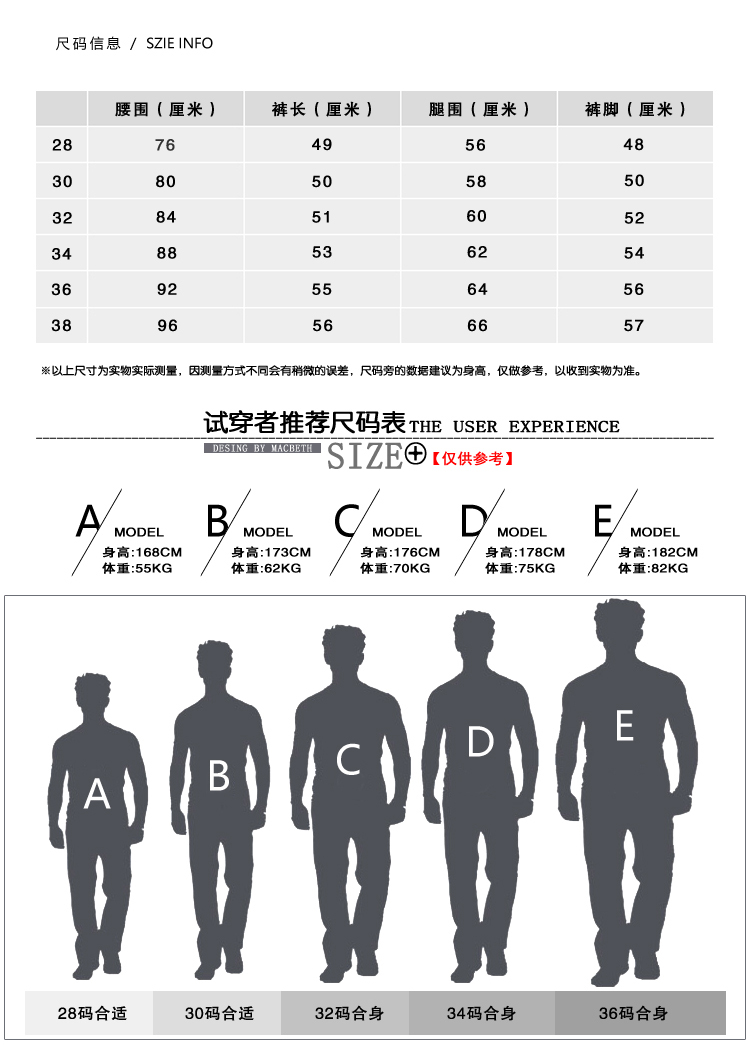 尺码信息 / SZIE INFO
腰围（厘米） 裤长（厘米） 腿围（厘米） 裤脚（厘米）
28 76 49 56 48
30 80 50 58 50
32 84 51 60 52
34 88 53 62 54
36 92 55 64 56
38 96 56 66 57
※以上尺寸为实物实际测量，因测量方式不同会有稍微的误差，尺码旁的数据建议为身高，仅做参考，以收到实物为准。
试穿者推荐尺码表 THE USER EXPERIENCE
DESING BY MACBETH SIZE 【仅供参考】
A MODEL
身高:168CM
体重:55KG
B MODEL
身高:173CM
体重:62KG
C MODEL
身高:176CM
体重:70KG
D MODEL
身高:178CM
体重:75KG
E MODEL
身高:182CM
体重:82KG
A B C D E
28码合适 30码合适 32码合身 34码合身 36码合身